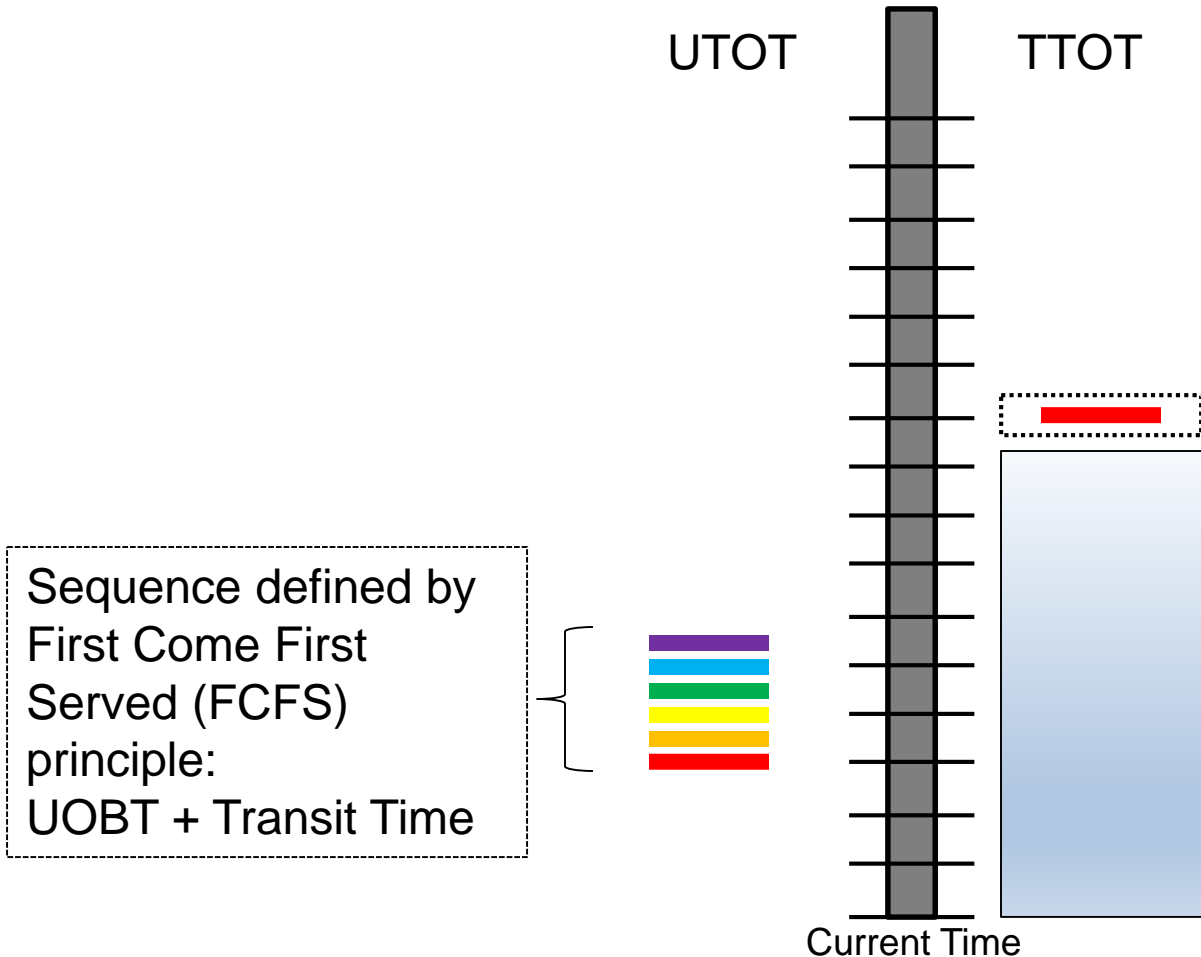 UTOT
TTOT
Sequence defined by
First Come First
Served (FCFS)
principle:
UOBT + Transit Time
Current Time